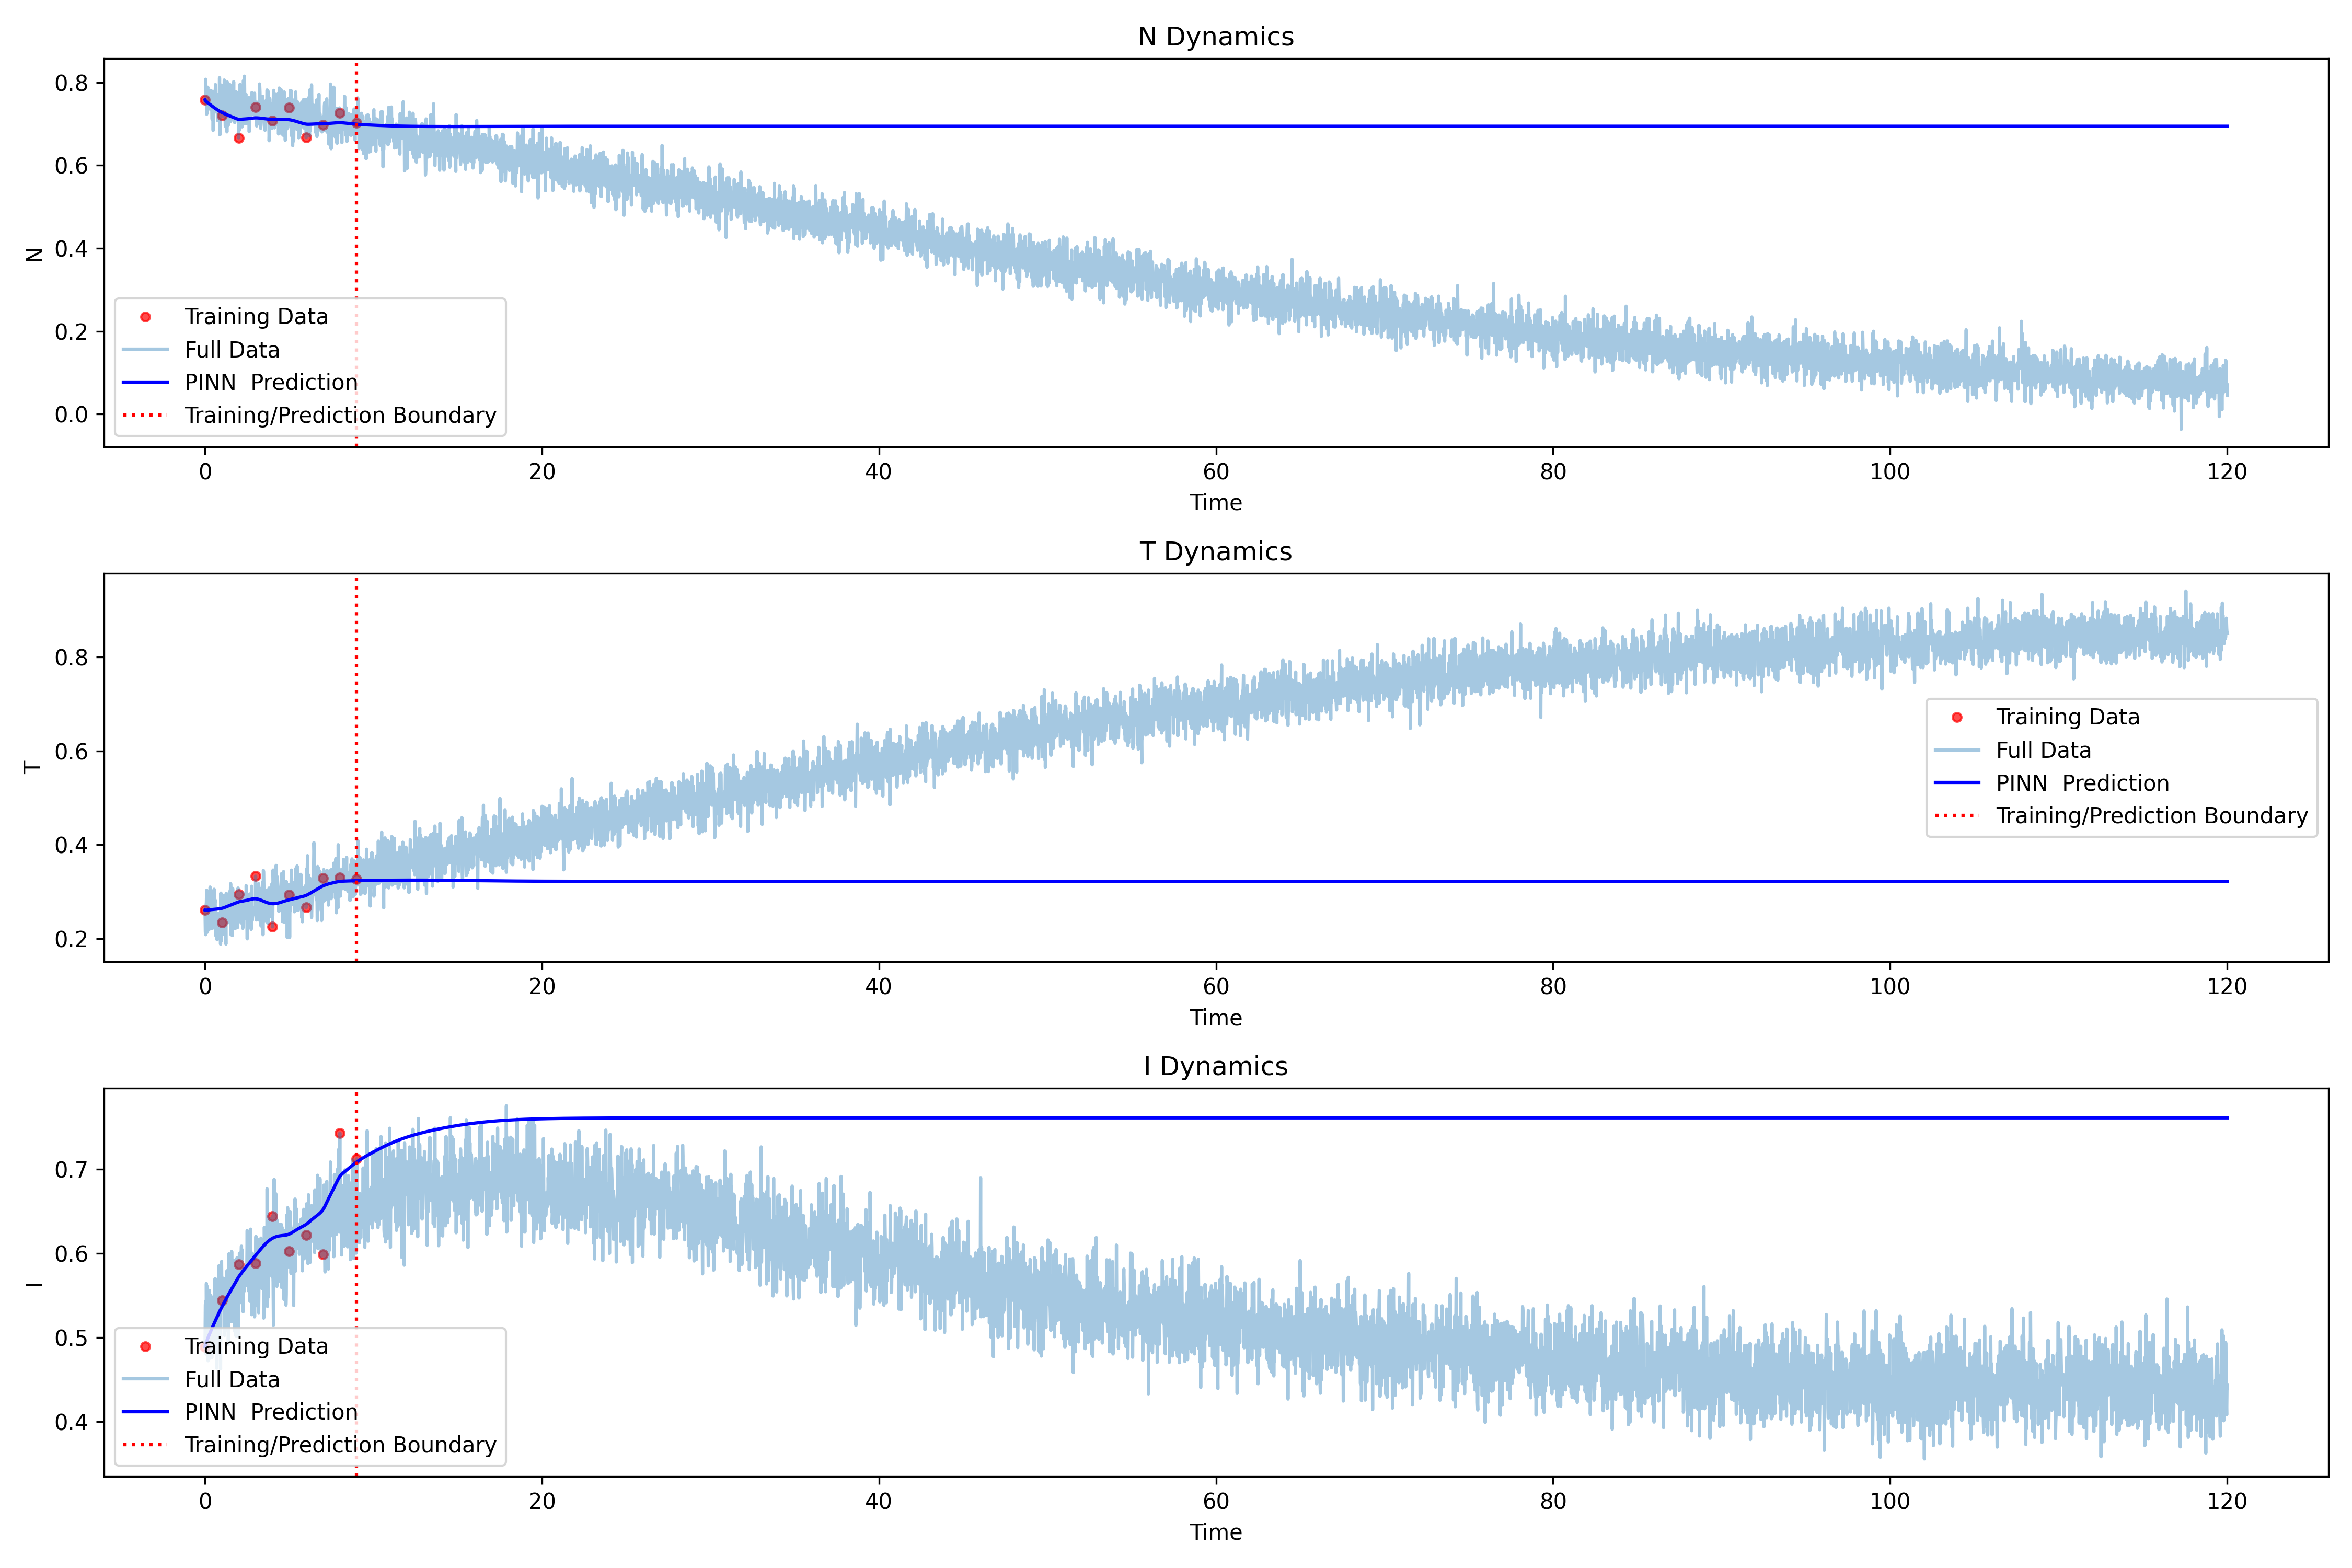 N Dynamics
0.8
0.6
0.4
0.2
0.0
N
Training Data
Full Data
PINN  Prediction
Training/Prediction Boundary
0 20 40 60 80 100 120
Time
T Dynamics
0.8
0.6
0.4
0.2
T
Training Data
Full Data
PINN  Prediction
Training/Prediction Boundary
0 20 40 60 80 100 120
Time
I Dynamics
0.7
0.6
0.5
0.4
I
Training Data
Full Data
PINN  Prediction
Training/Prediction Boundary
0 20 40 60 80 100 120
Time